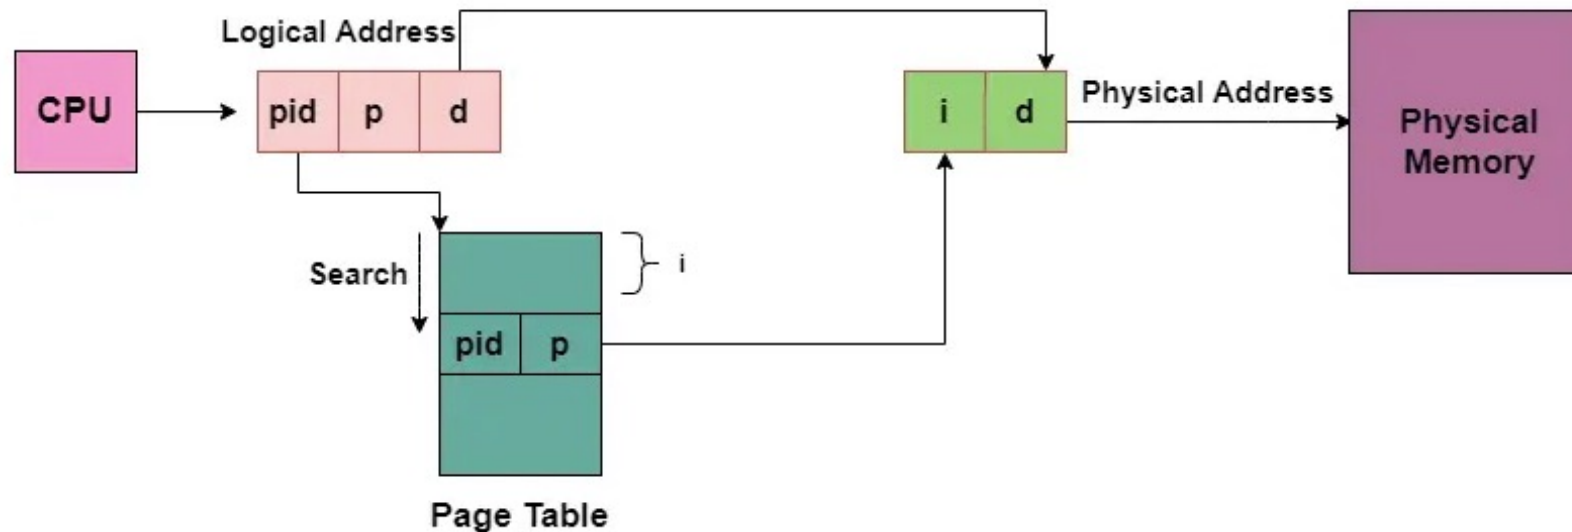 Logical Address
CPU
pid p d
i d
Physical Address
Physical
Memory
Search
i
pid p
Page Table